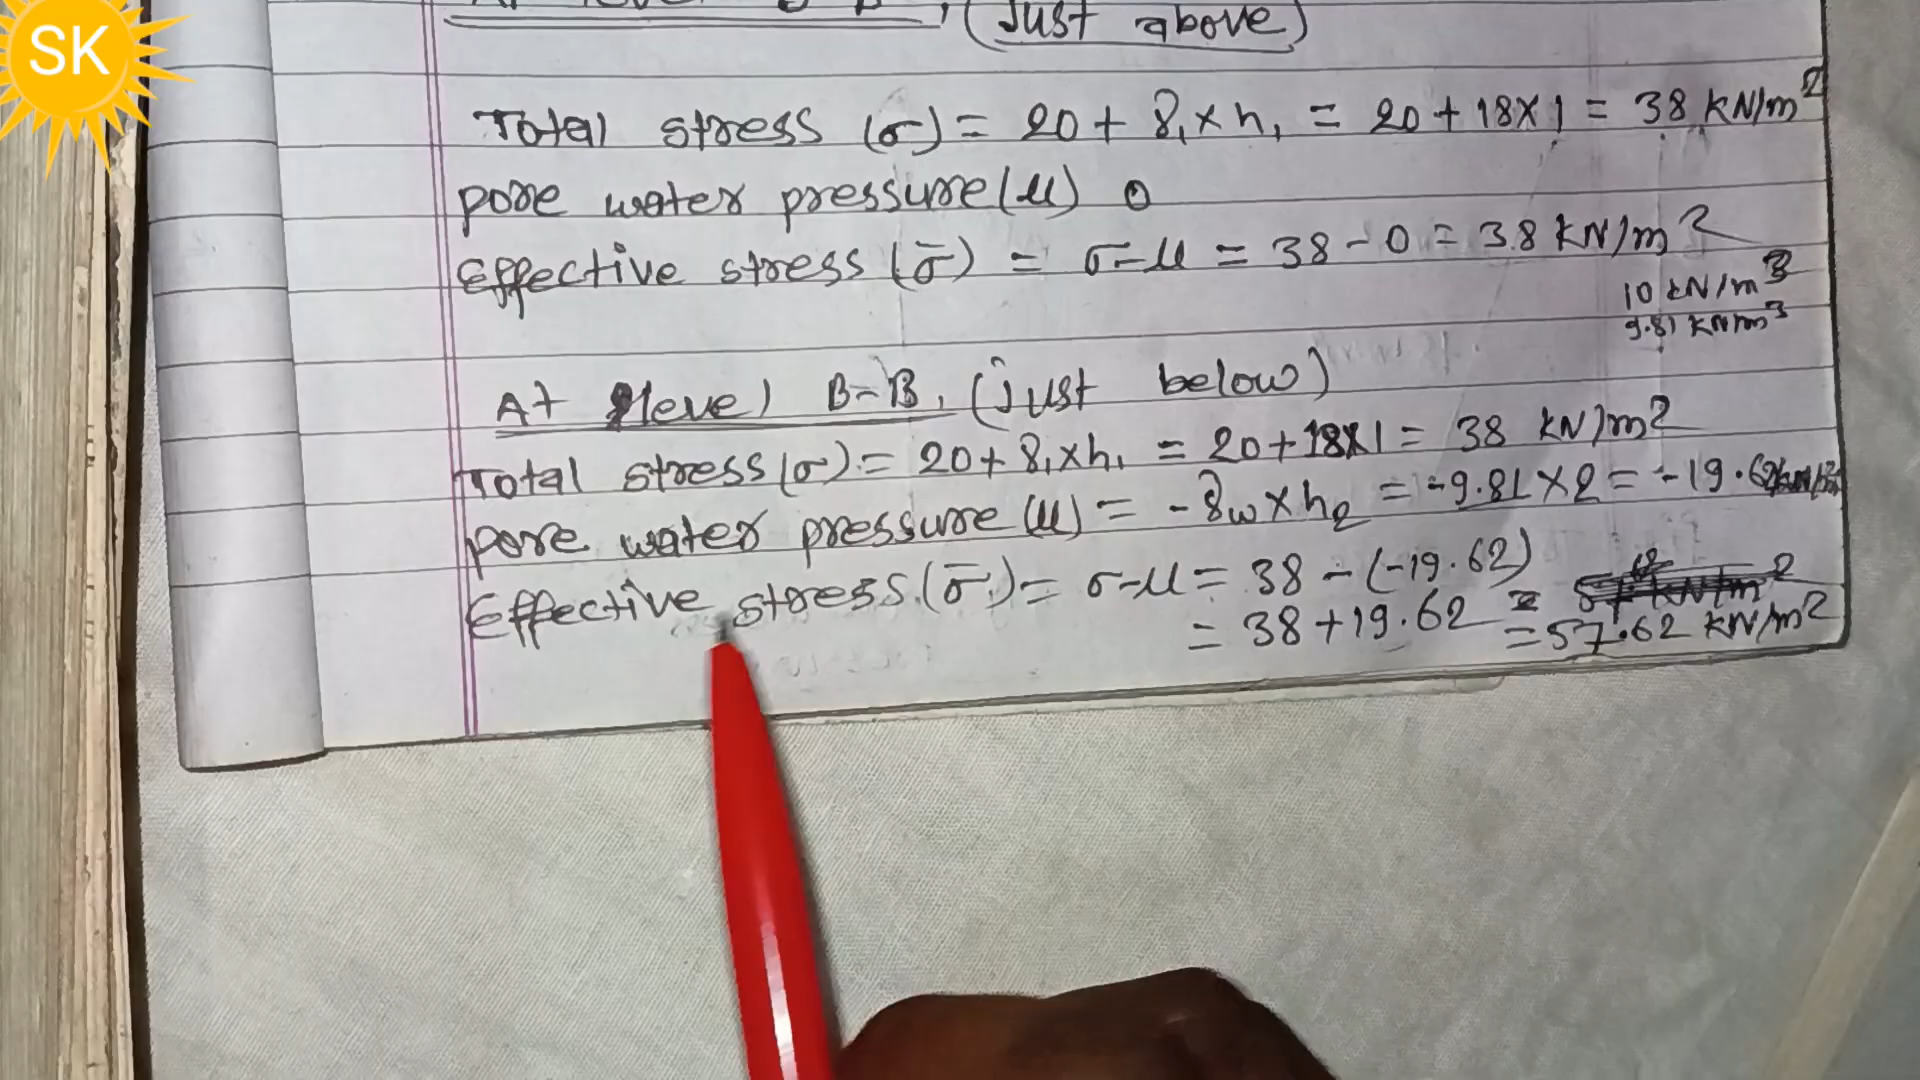 SK
(Just above)
Total stress (σ) = 20 + γ₁ × h₁ = 20 + 18 × 1 = 38 kN/m²
pore water pressure (u) 0
Effective stress (σ̄) = σ - u = 38 - 0 = 38 kN/m²
10 kN/m³
9.81 kN/m³
At level B-B, (just below)
Total stress (σ) = 20 + γ₁ × h₁ = 20 + 18 × 1 = 38 kN/m²
pore water pressure (u) = - γw × h₂ = - 9.81 × 2 = - 19.62
Effective stress (σ̄) = σ - u = 38 - (-19.62)
= 38 + 19.62 = 57.62 kN/m²